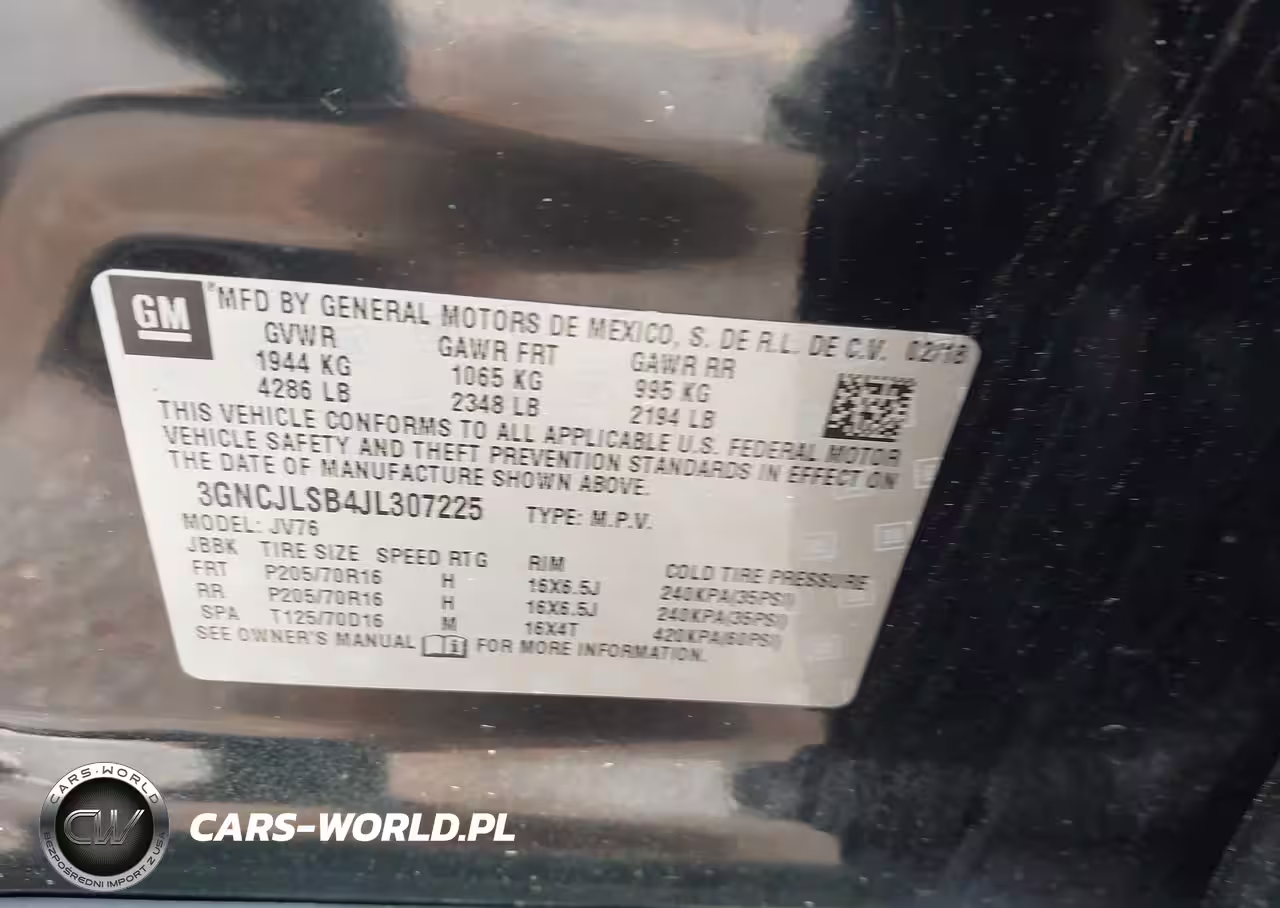 GM
MFD BY GENERAL MOTORS DE MEXICO, S. DE R.L. DE C.V. 02/18
GVWR GAWR FRT GAWR RR
1944 KG 1065 KG 995 KG
4286 LB 2348 LB 2194 LB
THIS VEHICLE CONFORMS TO ALL APPLICABLE U.S. FEDERAL MOTOR
VEHICLE SAFETY AND THEFT PREVENTION STANDARDS IN EFFECT ON
THE DATE OF MANUFACTURE SHOWN ABOVE.
3GNCJLSB4JL307225 TYPE: M.P.V.
MODEL: JV76
JBBK TIRE SIZE SPEED RTG RIM COLD TIRE PRESSURE
FRT P205/70R16 H 16X6.5J 240KPA(35PSI)
RR P205/70R16 H 16X6.5J 240KPA(35PSI)
SPA T125/70D16 M 16X4T 420KPA(60PSI)
SEE OWNER'S MANUAL FOR MORE INFORMATION.
CARS-WORLD
CW
BEZPOŚREDNI IMPORT Z USA
CARS-WORLD.PL